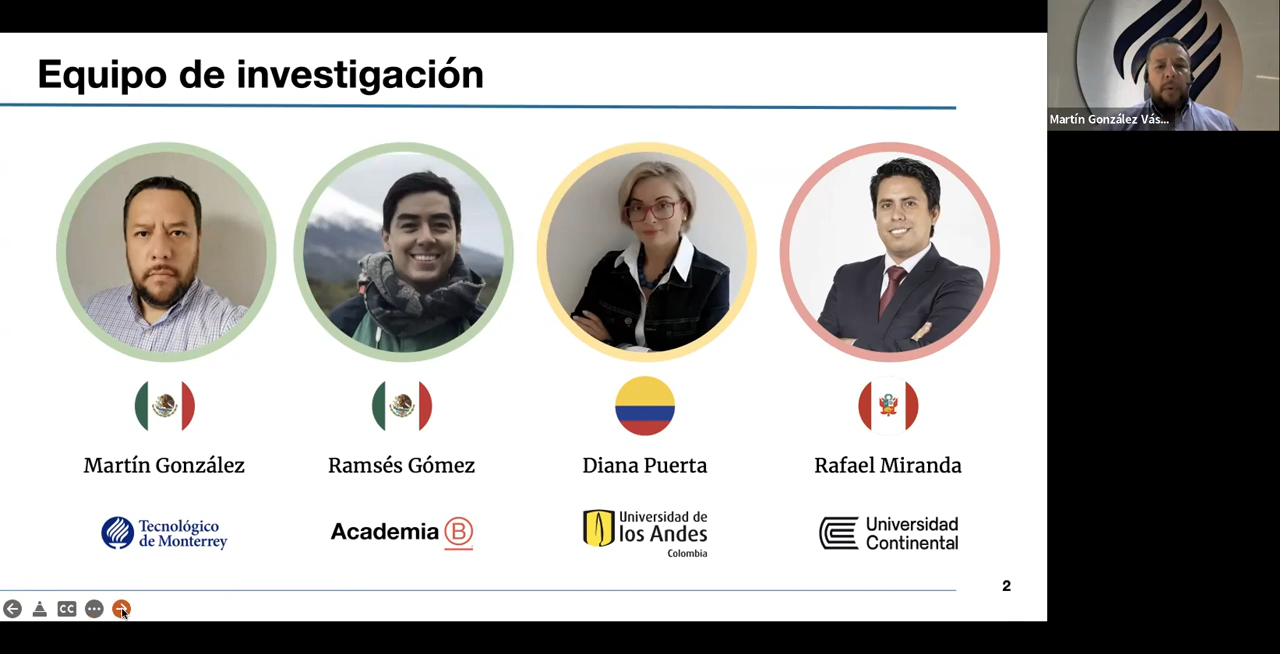 Equipo de investigación
Martín González Vás...
Martín González
Ramsés Gómez
Diana Puerta
Rafael Miranda
Tecnológico
de Monterrey
Academia B
Universidad de
los Andes
Colombia
Universidad
Continental
2
CC